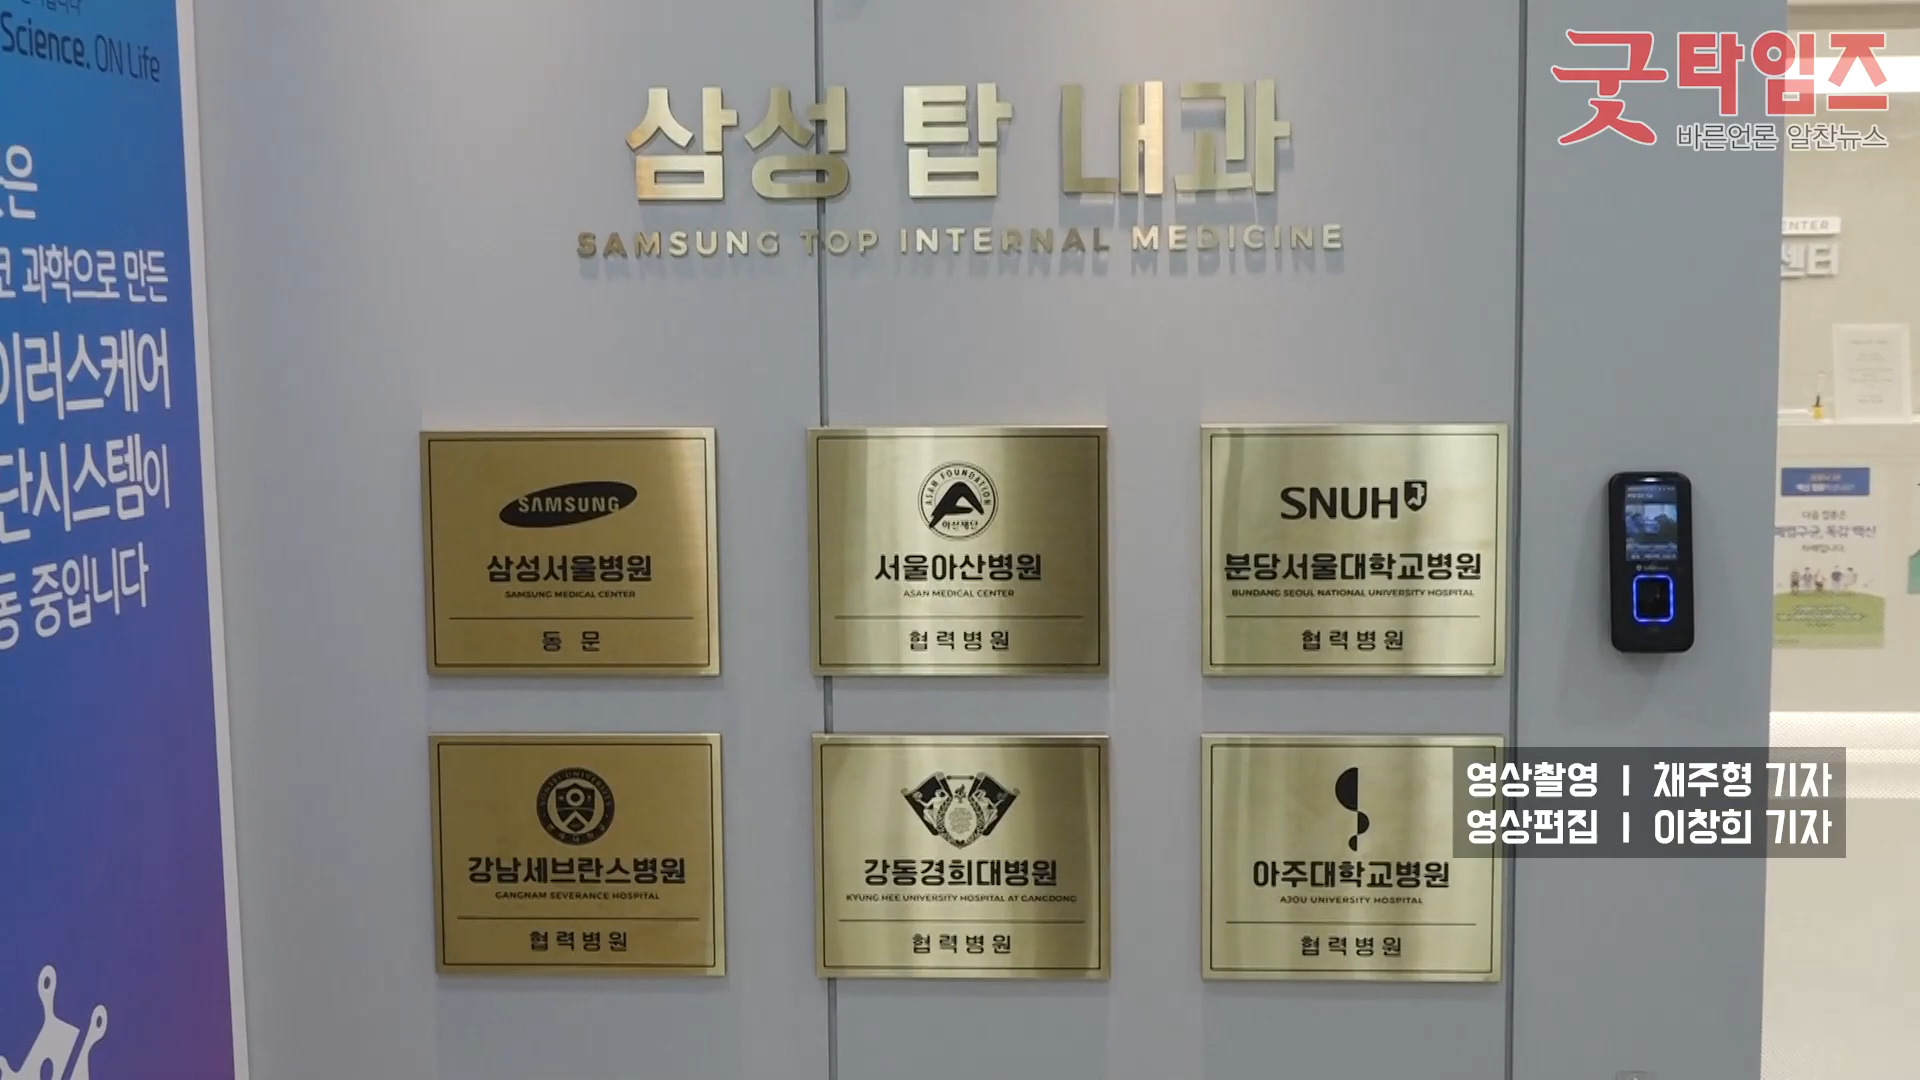 Science. ON Life
은
과학으로 만든
이러스케어
단시스템이
동 중입니다
삼성 탑 내과
SAMSUNG TOP INTERNAL MEDICINE
굿타임즈
바른언론 알찬뉴스
ENTER
센터
SAMSUNG
삼성서울병원
SAMSUNG MEDICAL CENTER
동 문
ASAN FOUNDATION
아산재단
서울아산병원
ASAN MEDICAL CENTER
협력병원
SNUH
분당서울대학교병원
BUNDANG SEOUL NATIONAL UNIVERSITY HOSPITAL
협력병원
강남세브란스병원
GANGNAM SEVERANCE HOSPITAL
협력병원
강동경희대병원
KYUNG HEE UNIVERSITY HOSPITAL AT GANGDONG
협력병원
아주대학교병원
AJOU UNIVERSITY HOSPITAL
협력병원
영상촬영 | 채주형 기자
영상편집 | 이창희 기자